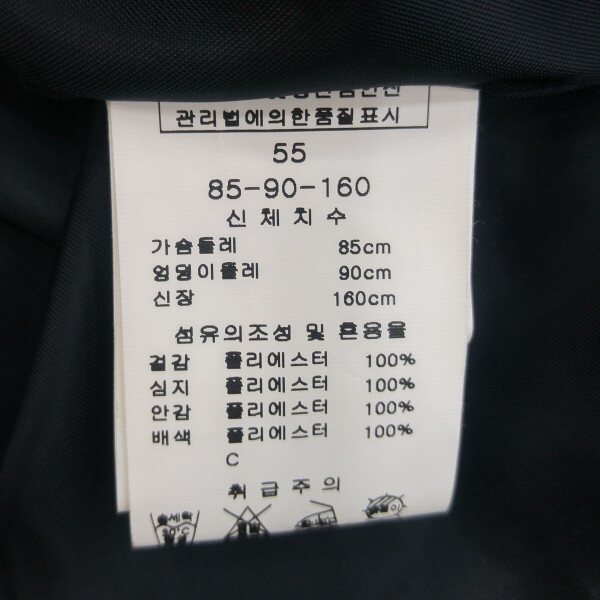 관리법에의한품질표시
55
85-90-160
신체치수
가슴둘레 85cm
엉덩이둘레 90cm
신장 160cm
섬유의조성 및 혼용율
겉감 폴리에스터 100%
심지 폴리에스터 100%
안감 폴리에스터 100%
배색 폴리에스터 100%
C
취급주의